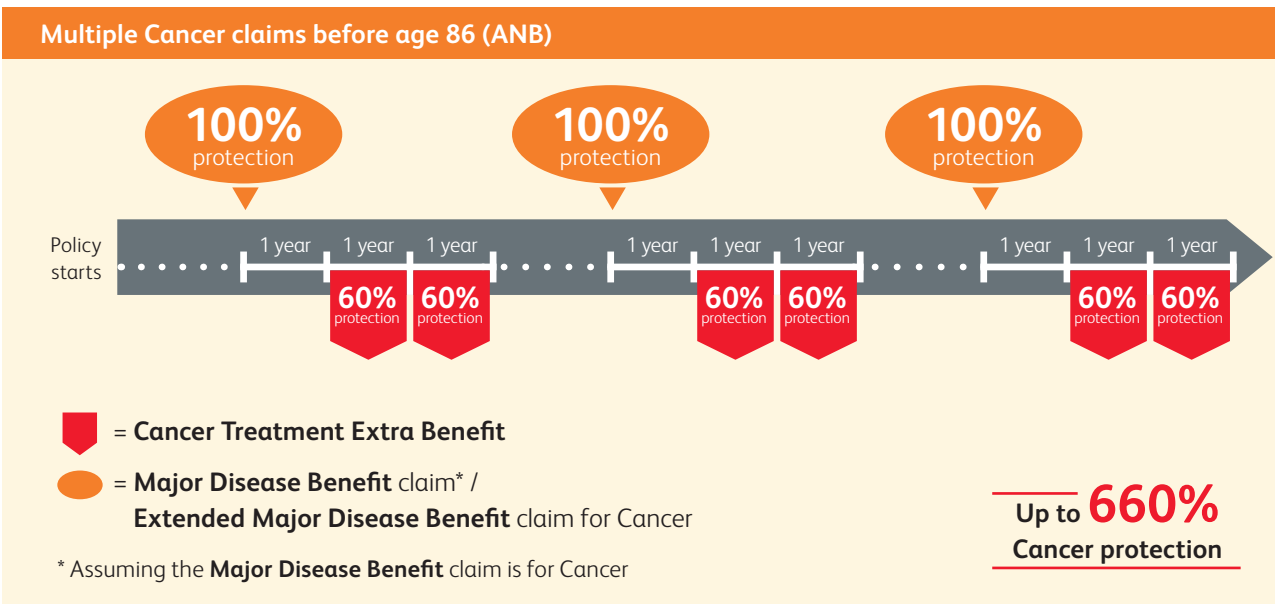 Multiple Cancer claims before age 86 (ANB)
100%
protection
100%
protection
100%
protection
Policy
starts
1 year
1 year
1 year
1 year
1 year
1 year
1 year
1 year
1 year
60%
protection
60%
protection
60%
protection
60%
protection
60%
protection
60%
protection
= Cancer Treatment Extra Benefit
= Major Disease Benefit claim* /
Extended Major Disease Benefit claim for Cancer
* Assuming the Major Disease Benefit claim is for Cancer
Up to 660%
Cancer protection